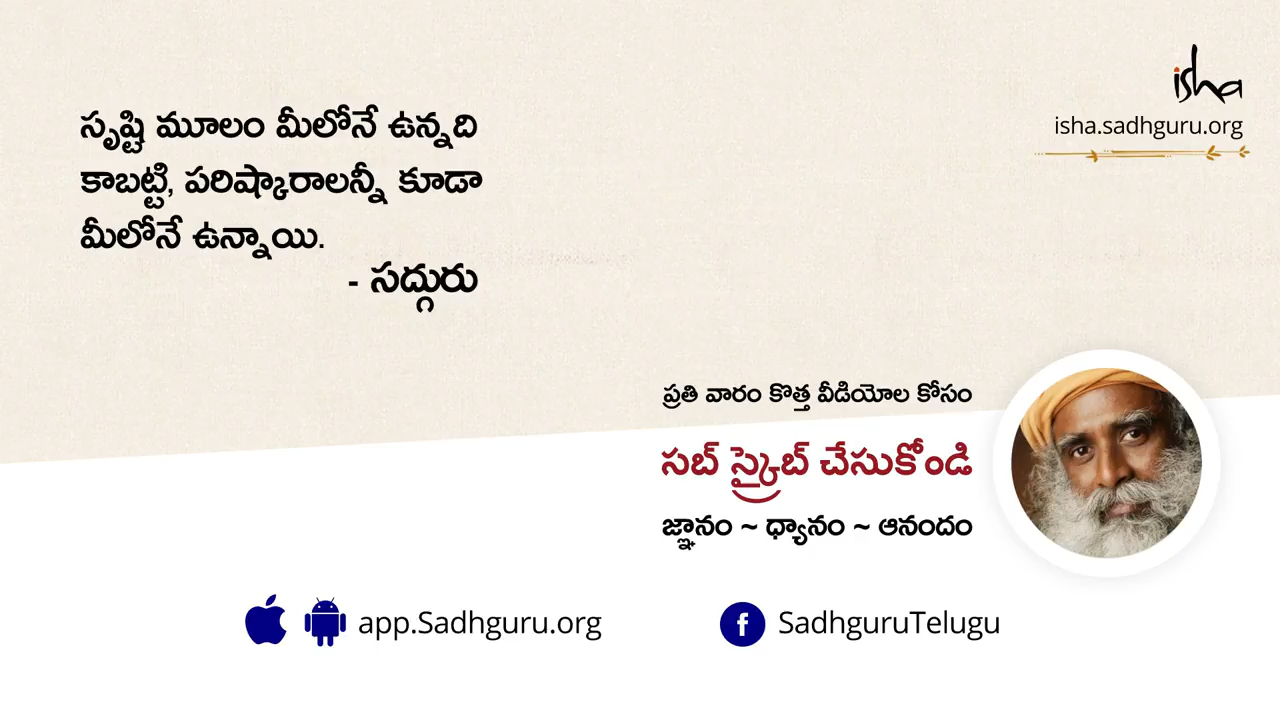 సృష్టి మూలం మీలోనే ఉన్నది
కాబట్టి, పరిష్కారాలన్నీ కూడా
మీలోనే ఉన్నాయి.
- సద్గురు
isha
isha.sadhguru.org
ప్రతి వారం కొత్త వీడియోల కోసం
సబ్ స్క్రైబ్ చేసుకోండి
జ్ఞానం ~ ధ్యానం ~ ఆనందం
app.Sadhguru.org
SadhguruTelugu